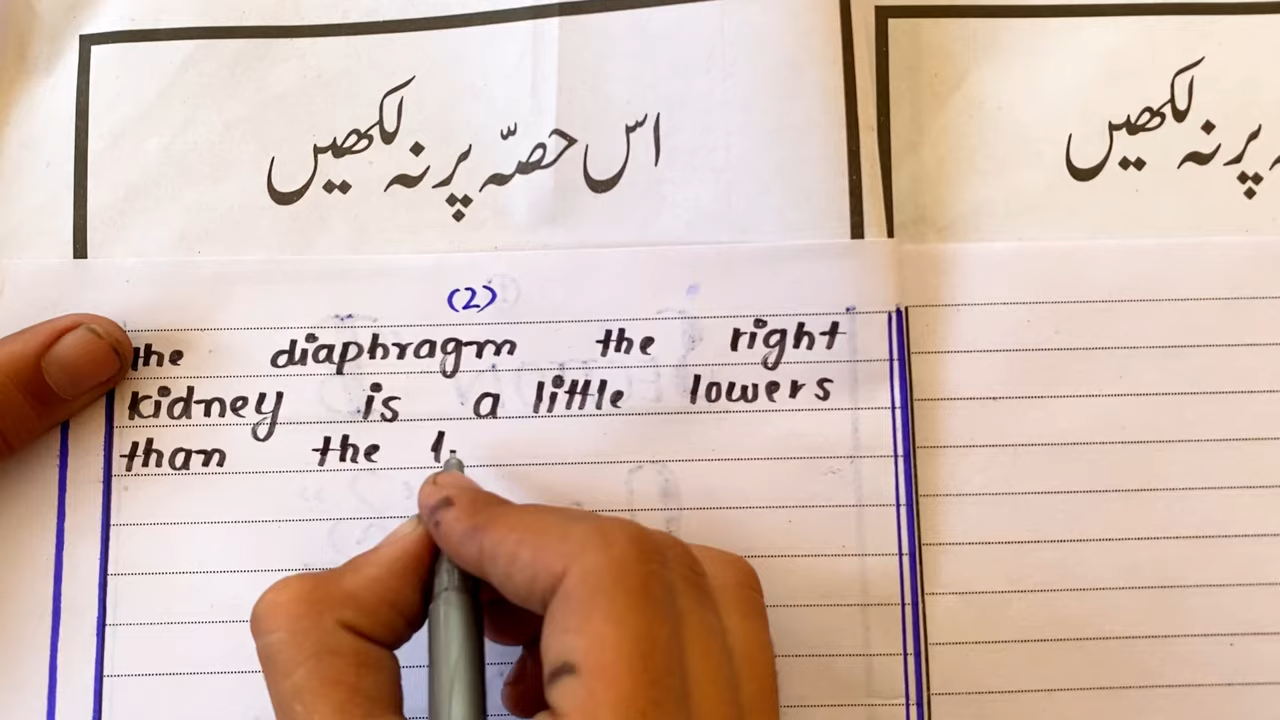 اس حصّہ پر نہ لکھیں
پر نہ لکھیں
(2)
the diaphragm the right
kidney is a little lowers
than the l